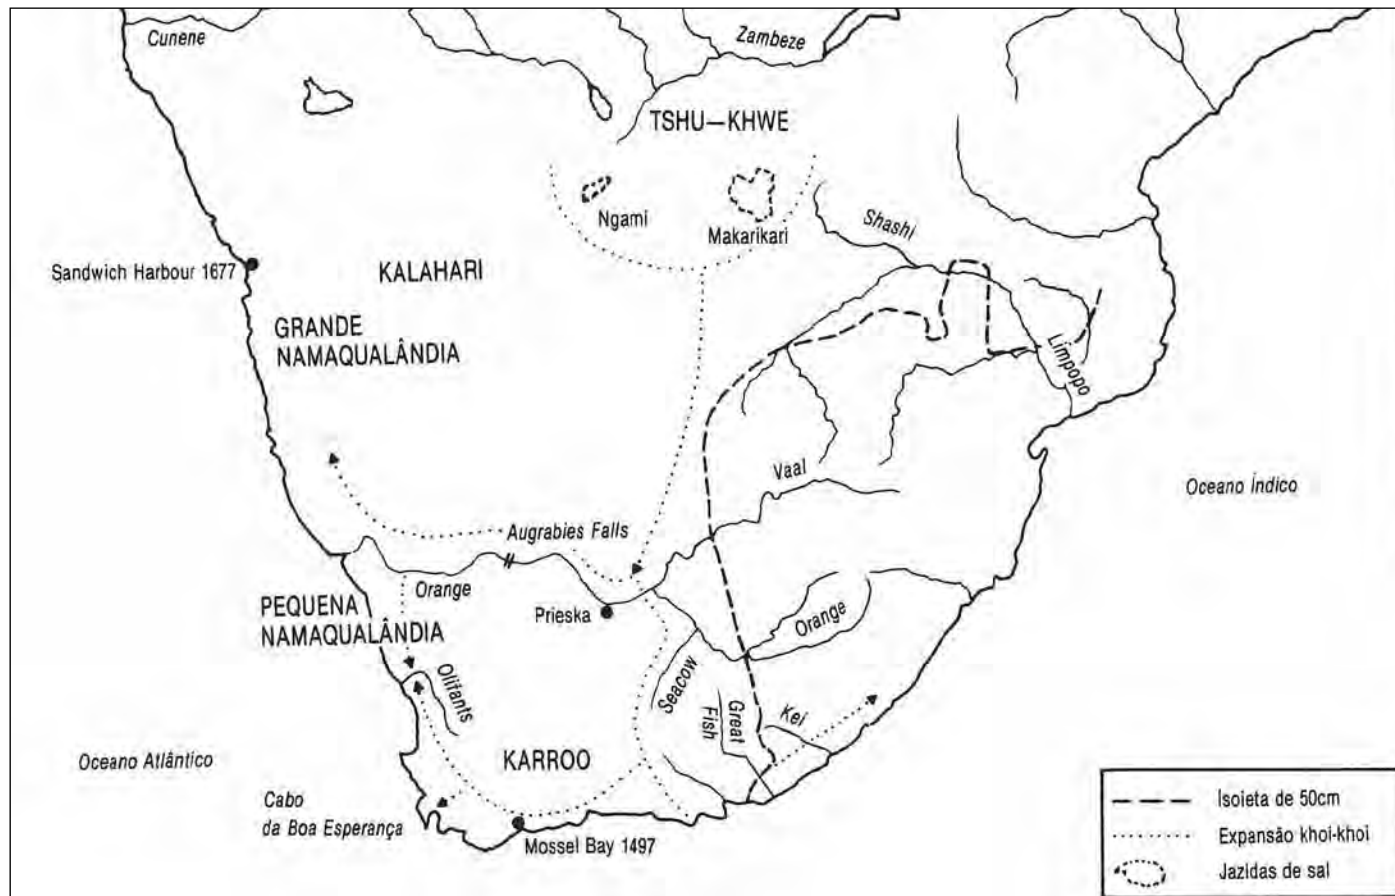 Cunene
Zambeze
TSHU—KHWE
Ngami
Makarikari
Shashi
Sandwich Harbour 1677
KALAHARI
GRANDE
NAMAQUALÂNDIA
Limpopo
Vaal
Oceano Índico
Augrabies Falls
Orange
PEQUENA
NAMAQUALÂNDIA
Prieska
Orange
Olifants
Seacow
Great
Fish
Kei
Oceano Atlântico
KARROO
Cabo
da Boa Esperança
Mossel Bay 1497
Isoieta de 50cm
Expansão khoi-khoi
Jazidas de sal